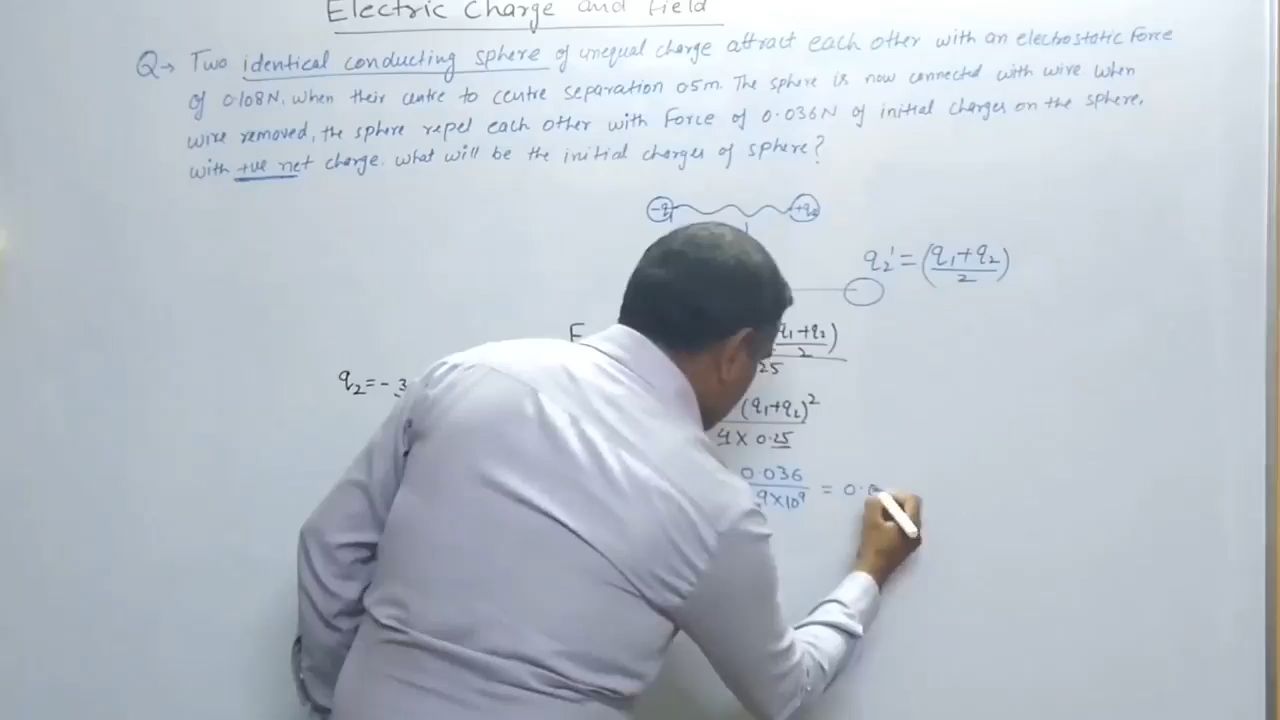 Electric Charge and Field
Q→ Two identical conducting sphere of unequal charge attract each other with an electrostatic force
of 0.108N, when their centre to centre separation 0.5m. The sphere is now connected with wire. When
wire removed, the sphere repel each other with Force of 0.036N of initial charges on the sphere.
with +ve net charge. what will be the initial charges of sphere?
-q1 +q2
q2' = (q1+q2)
2
F q1+q2)
2
25
q2=-3
(q1+q2)²
4 X 0.25
0.036
9X10⁹ = 0.0